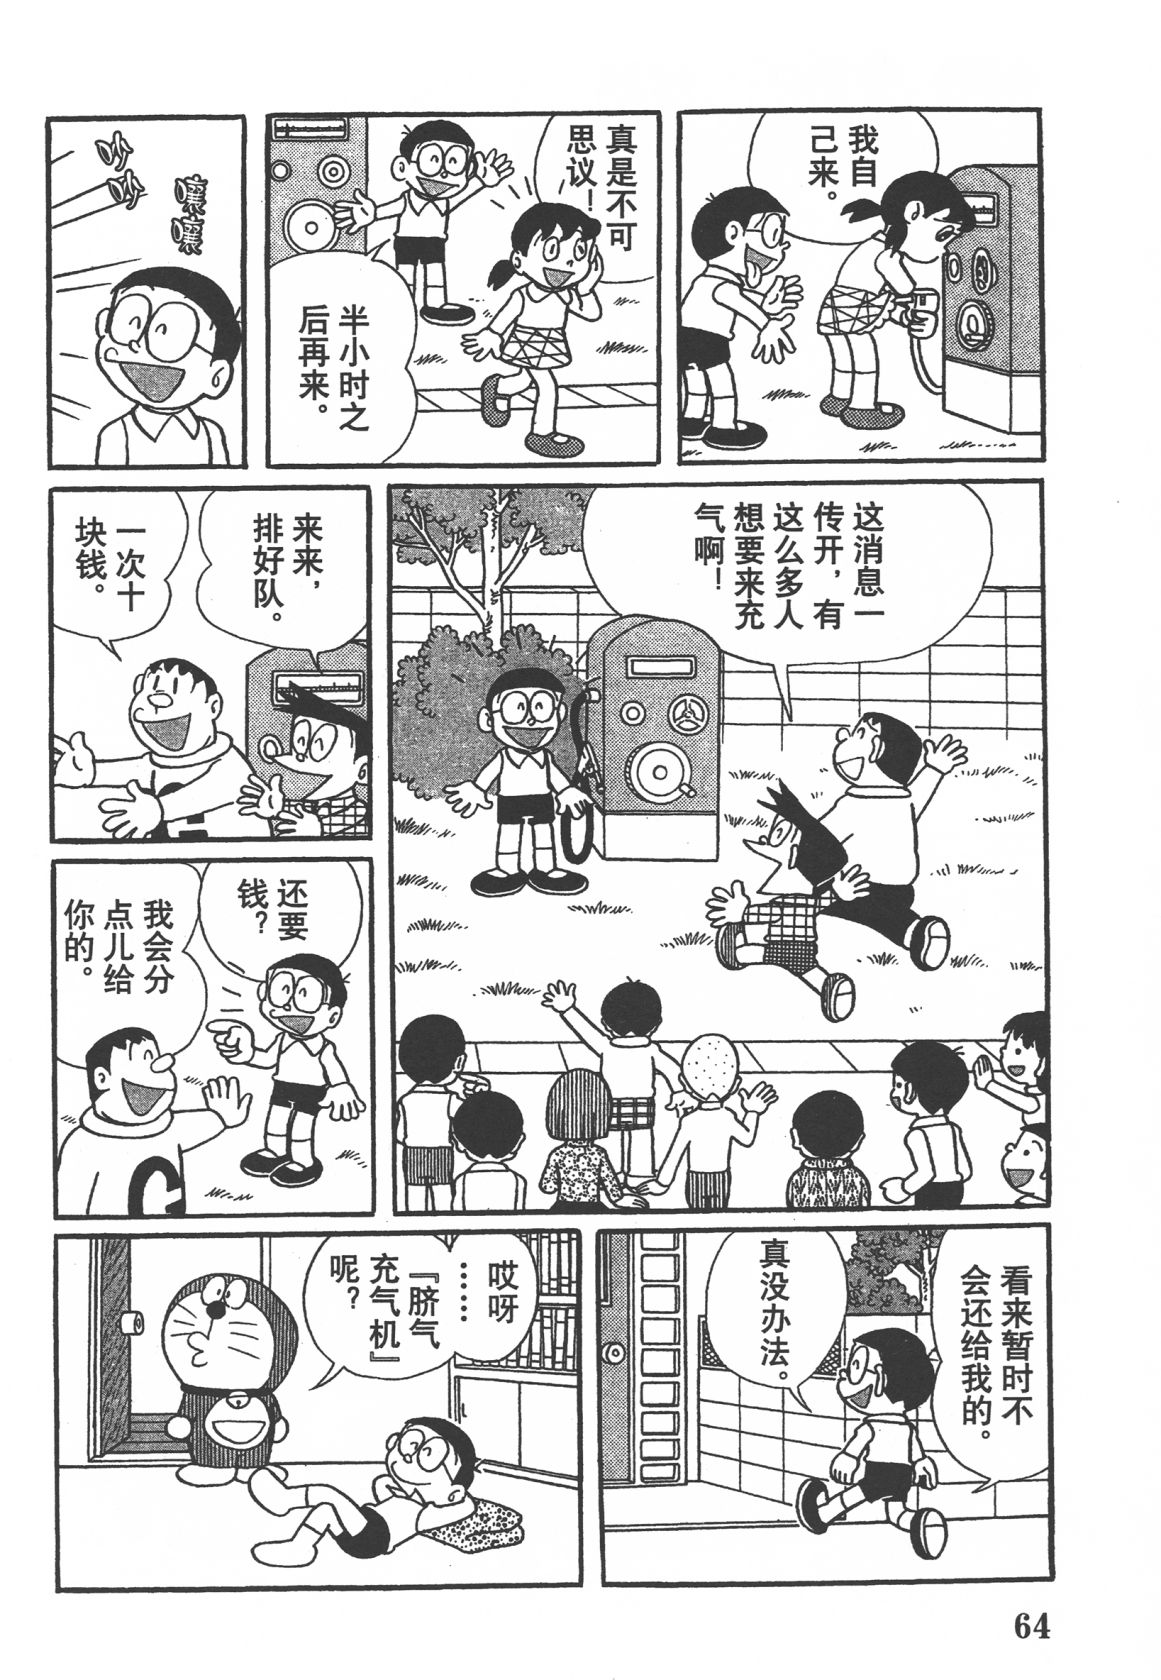 我自
己来。
真是不可
思议！
半小时之
后再来。
吵吵
嚷嚷
这消息一
传开，有
这么多人
想要来充
气啊！
来来，
排好队。
一次十
块钱。
还要
钱？
我会分
点儿给
你的。
看来暂时不
会还给我的。
真没办法。
哎呀
……
『脐气
充气机』
呢？
64